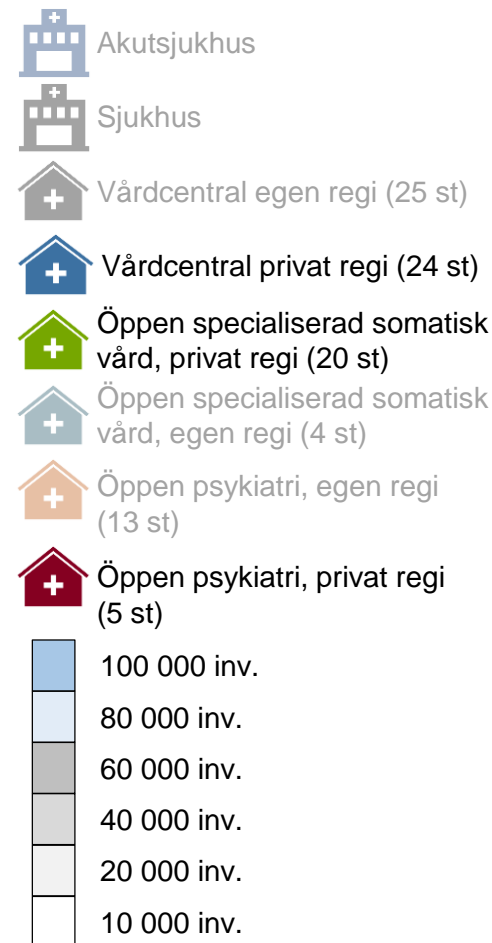 Akutsjukhus
Sjukhus
Vårdcentral egen regi (25 st)
Vårdcentral privat regi (24 st)
Öppen specialiserad somatisk
vård, privat regi (20 st)
Öppen specialiserad somatisk
vård, egen regi (4 st)
Öppen psykiatri, egen regi
(13 st)
Öppen psykiatri, privat regi
(5 st)
100 000 inv.
80 000 inv.
60 000 inv.
40 000 inv.
20 000 inv.
10 000 inv.